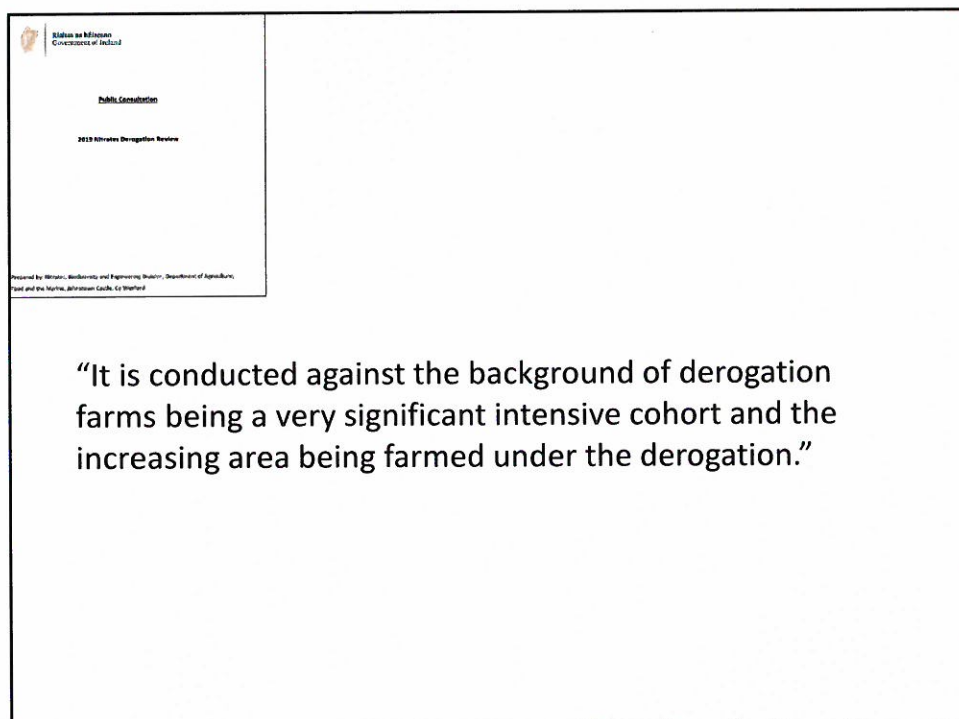 Rialtas na hÉireann
Government of Ireland
Public Consultation
2019 Nitrates Derogation Review
Prepared by: Nitrates, Biodiversity and Engineering Division, Department of Agriculture,
Food and the Marine, Johnstown Castle, Co Wexford
“It is conducted against the background of derogation
farms being a very significant intensive cohort and the
increasing area being farmed under the derogation.”